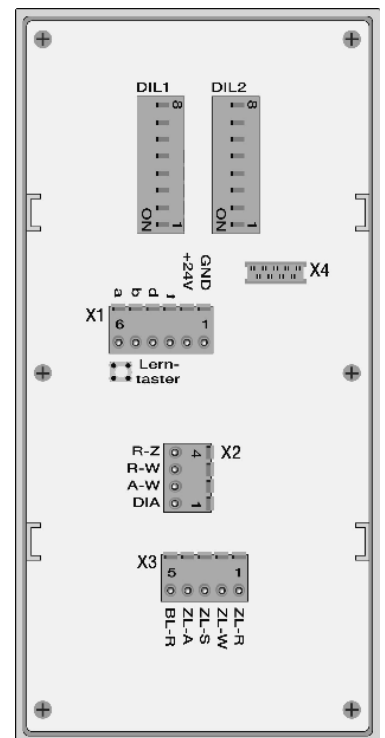 DIL1 DIL2
8 8
ON 1 ON 1
X4
a b d t +24V GND
X1
6 1
Lern-
taster
R-Z 4 X2
R-W
A-W
DIA 1
X3
5 1
BL-R ZL-A ZL-S ZL-W ZL-R